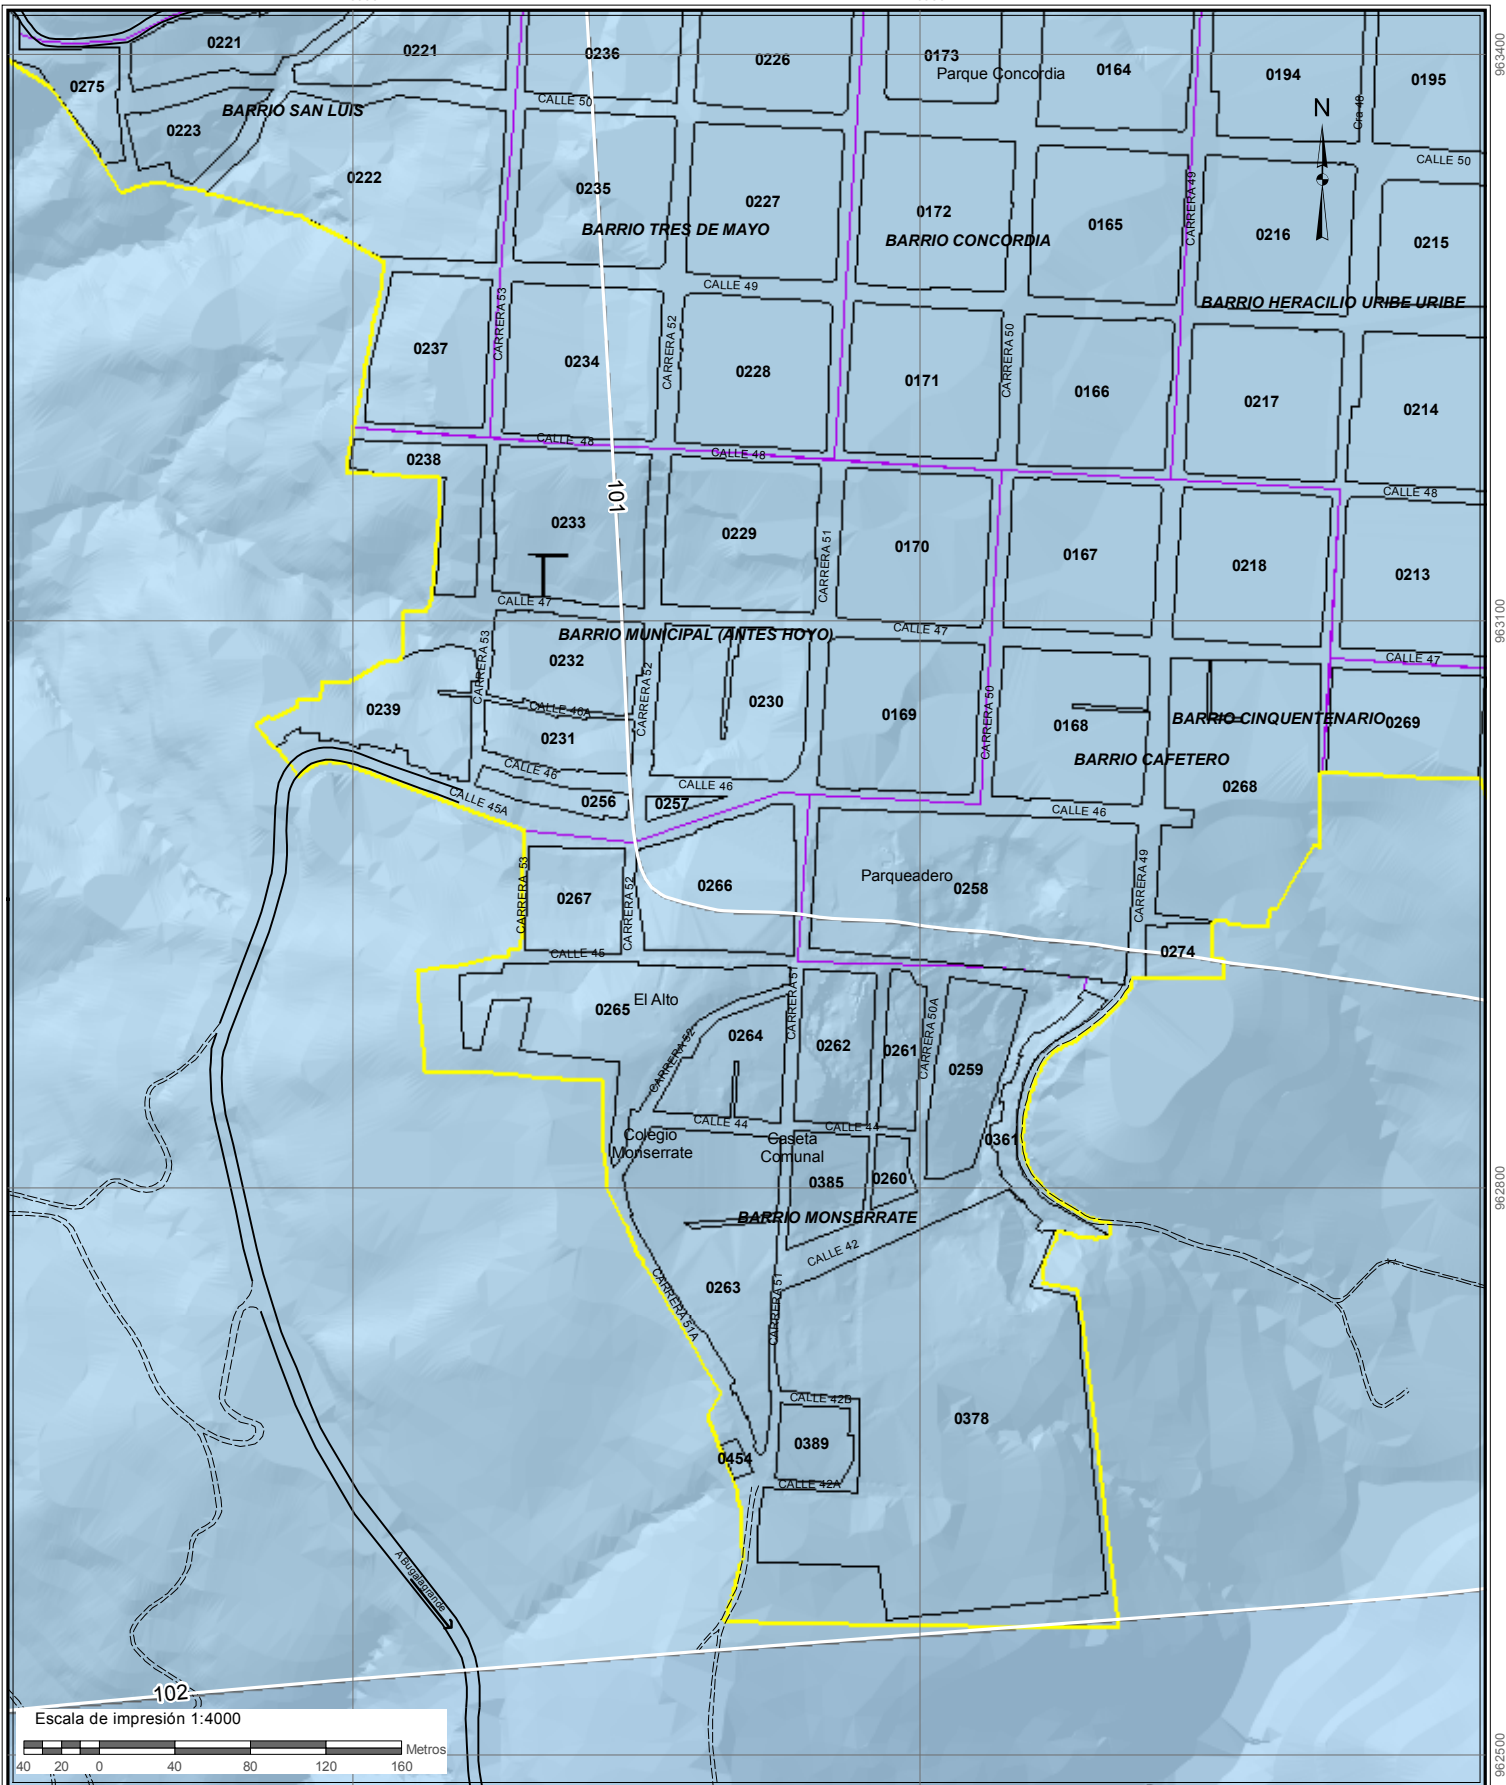 0221
0221
0236
0226
0173
0164
0194
0195
963400
Parque Concordia
0275
CALLE 50
BARRIO SAN LUIS
Cra 48
N
0223
CALLE 50
0222
0235
0227
0172
0165
CARRERA 49
0216
0215
BARRIO TRES DE MAYO
BARRIO CONCORDIA
CALLE 49
BARRIO HERACILIO URIBE URIBE
CARRERA 53
CARRERA 52
CARRERA 50
0237
0234
0228
0171
0166
0217
0214
CALLE 48
CALLE 48
0238
CALLE 48
101
0233
0229
0170
0167
0218
0213
CARRERA 51
CALLE 47
963100
BARRIO MUNICIPAL (ANTES HOYO)
CALLE 47
CALLE 47
0232
CARRERA 53
CARRERA 52
0239
CALLE 46A
0230
0169
CARRERA 50
0168
BARRIO CINQUENTENARIO
0269
0231
BARRIO CAFETERO
CALLE 46
CALLE 46
0268
CALLE 45A
0256
0257
CALLE 46
Parqueadero
0266
0258
CARRERA 53
0267
CARRERA 52
CARRERA 49
CALLE 45
0274
0265
El Alto
CARRERA 51
CARRERA 52
0264
0262
0261
CARRERA 50A
0259
CALLE 44
CALLE 44
Colegio
Monserrate
Caseta
Comunal
0361
0385
0260
962800
BARRIO MONSERRATE
CALLE 42
0263
CARRERA 51A
CARRERA 51
CALLE 42B
0378
0389
0454
CALLE 42A
A Bugalagrande
102
Escala de impresión 1:4000
Metros
40 20 0 40 80 120 160
962500